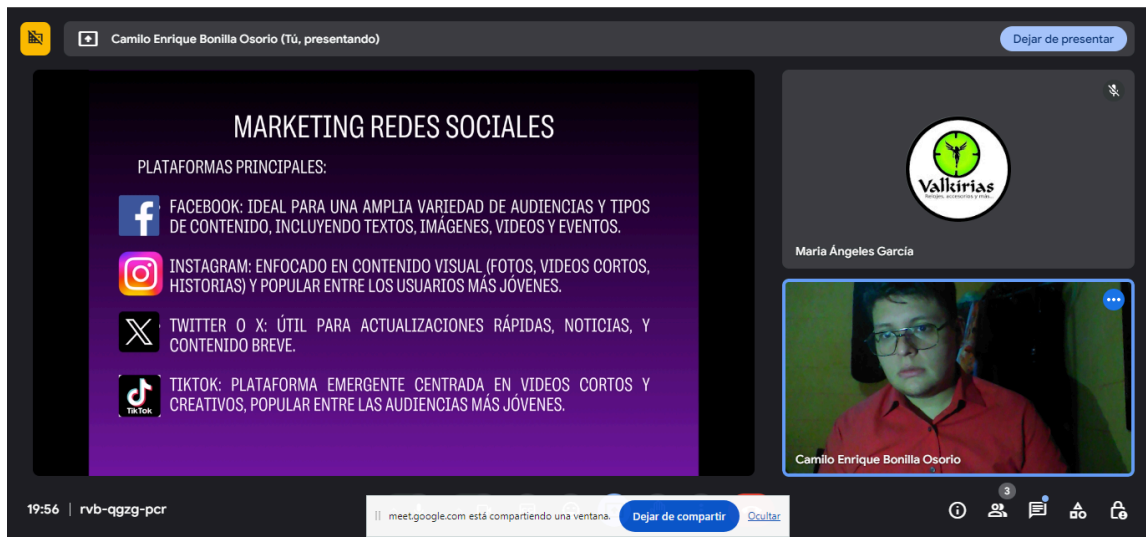 Camilo Enrique Bonilla Osorio (Tú, presentando)
Dejar de presentar
MARKETING REDES SOCIALES
PLATAFORMAS PRINCIPALES:
FACEBOOK: IDEAL PARA UNA AMPLIA VARIEDAD DE AUDIENCIAS Y TIPOS
DE CONTENIDO, INCLUYENDO TEXTOS, IMÁGENES, VIDEOS Y EVENTOS.
INSTAGRAM: ENFOCADO EN CONTENIDO VISUAL (FOTOS, VIDEOS CORTOS,
HISTORIAS) Y POPULAR ENTRE LOS USUARIOS MÁS JÓVENES.
TWITTER O X: ÚTIL PARA ACTUALIZACIONES RÁPIDAS, NOTICIAS, Y
CONTENIDO BREVE.
TikTok
TIKTOK: PLATAFORMA EMERGENTE CENTRADA EN VIDEOS CORTOS Y
CREATIVOS, POPULAR ENTRE LAS AUDIENCIAS MÁS JÓVENES.
Valkirias
Relojes, accesorios y más...
Maria Ángeles García
Camilo Enrique Bonilla Osorio
19:56 | rvb-qgzg-pcr
meet.google.com está compartiendo una ventana.
Dejar de compartir
Ocultar
3